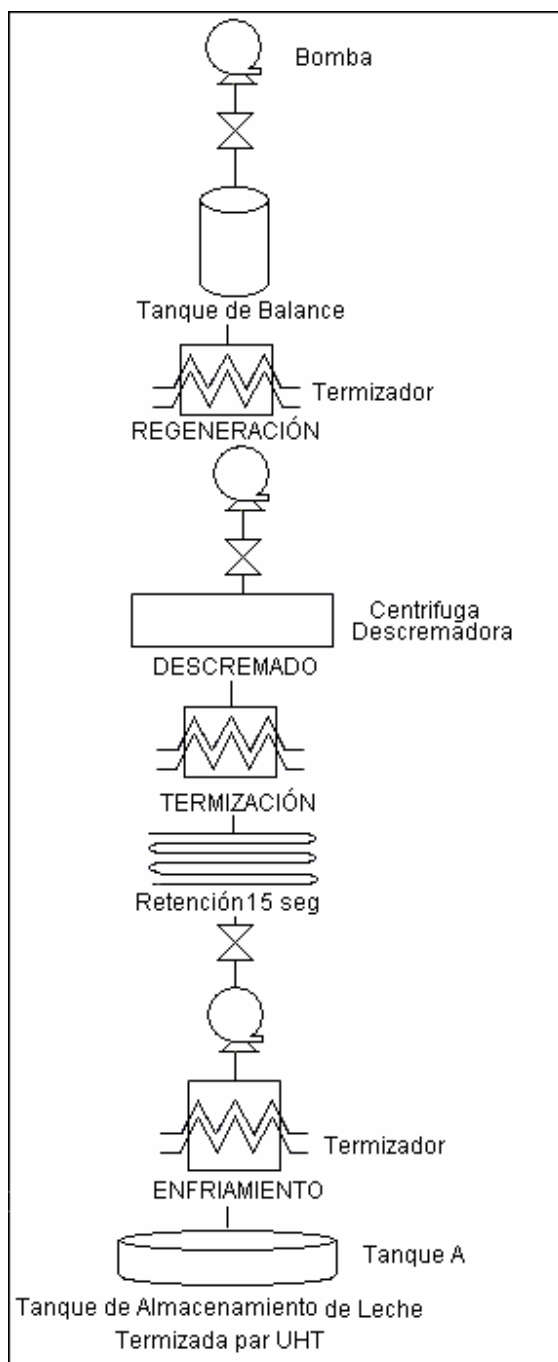 Bomba
Tanque de Balance
Termizador
REGENERACIÓN
Centrifuga
Descremadora
DESCREMADO
TERMIZACIÓN
Retención15 seg
Termizador
ENFRIAMIENTO
Tanque A
Tanque de Almacenamiento de Leche
Termizada par UHT